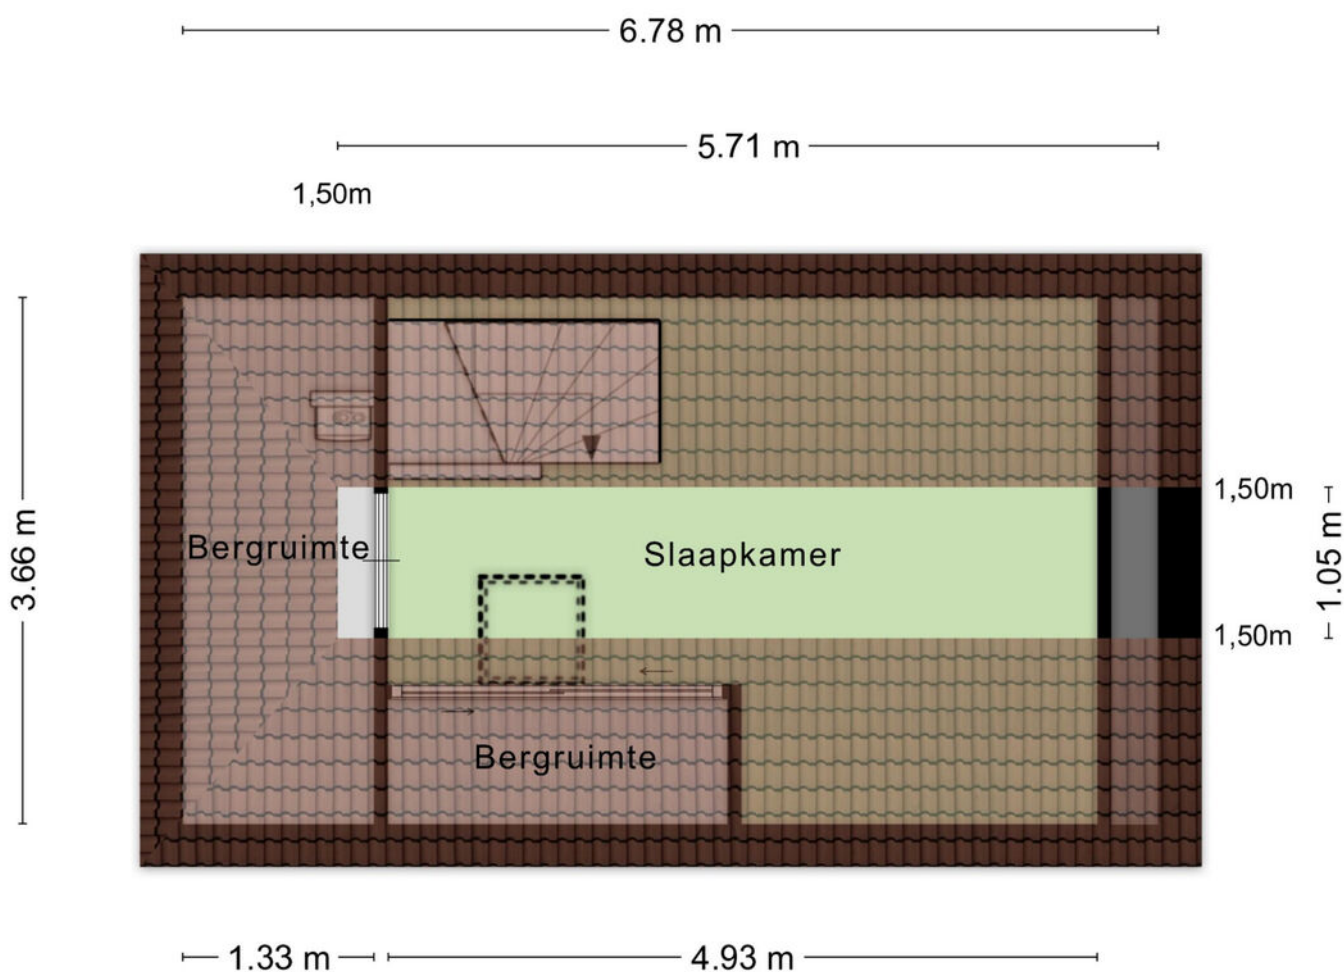 6.78 m
5.71 m
1,50m
1,50m
Bergruimte
Slaapkamer
3.66 m
1.05 m
1,50m
Bergruimte
1.33 m
4.93 m